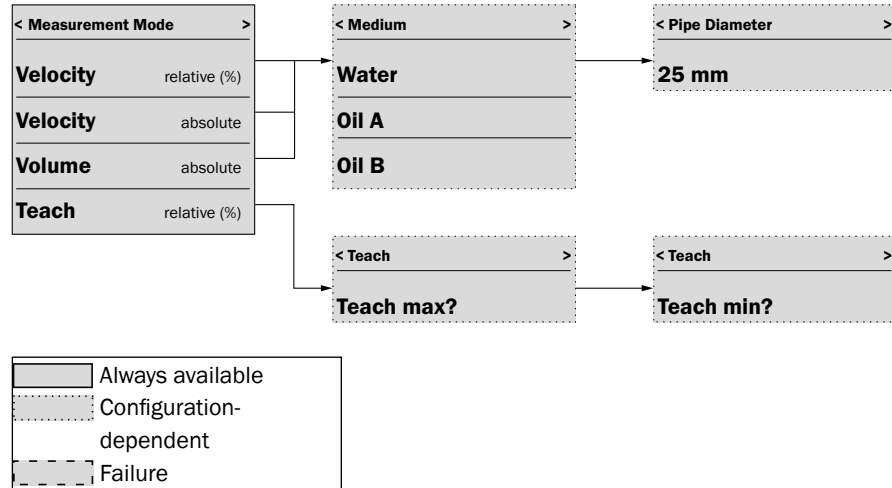 < Measurement Mode >
Velocity relative (%)
Velocity absolute
Volume absolute
Teach relative (%)
< Medium >
Water
Oil A
Oil B
< Pipe Diameter >
25 mm
< Teach >
Teach max?
< Teach >
Teach min?
Always available
Configuration-
dependent
Failure